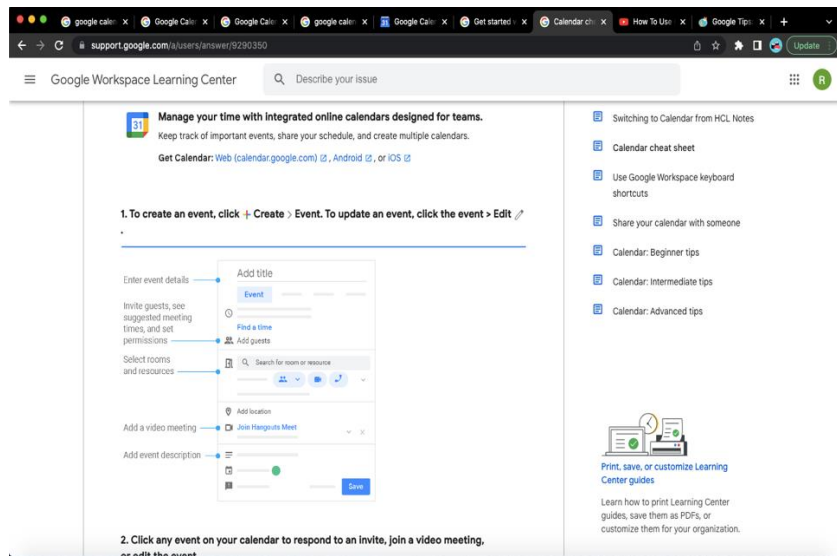 google calen
Google Calen
Google Calen
google calen
Google Calen
Get started v
Calendar che
How To Use
Google Tips:
support.google.com/a/users/answer/9290350
Update
Google Workspace Learning Center
Describe your issue
R
31
Manage your time with integrated online calendars designed for teams.
Keep track of important events, share your schedule, and create multiple calendars.
Get Calendar: Web (calendar.google.com), Android, or iOS
1. To create an event, click + Create > Event. To update an event, click the event > Edit
.
Add title
Enter event details
Event
Invite guests, see
suggested meeting
times, and set
permissions
Find a time
Add guests
Select rooms
and resources
Search for room or resource
Add location
Add a video meeting
Join Hangouts Meet
Add event description
Save
2. Click any event on your calendar to respond to an invite, join a video meeting,
or edit the event.
Switching to Calendar from HCL Notes
Calendar cheat sheet
Use Google Workspace keyboard
shortcuts
Share your calendar with someone
Calendar: Beginner tips
Calendar: Intermediate tips
Calendar: Advanced tips
Print, save, or customize Learning
Center guides
Learn how to print Learning Center
guides, save them as PDFs, or
customize them for your organization.